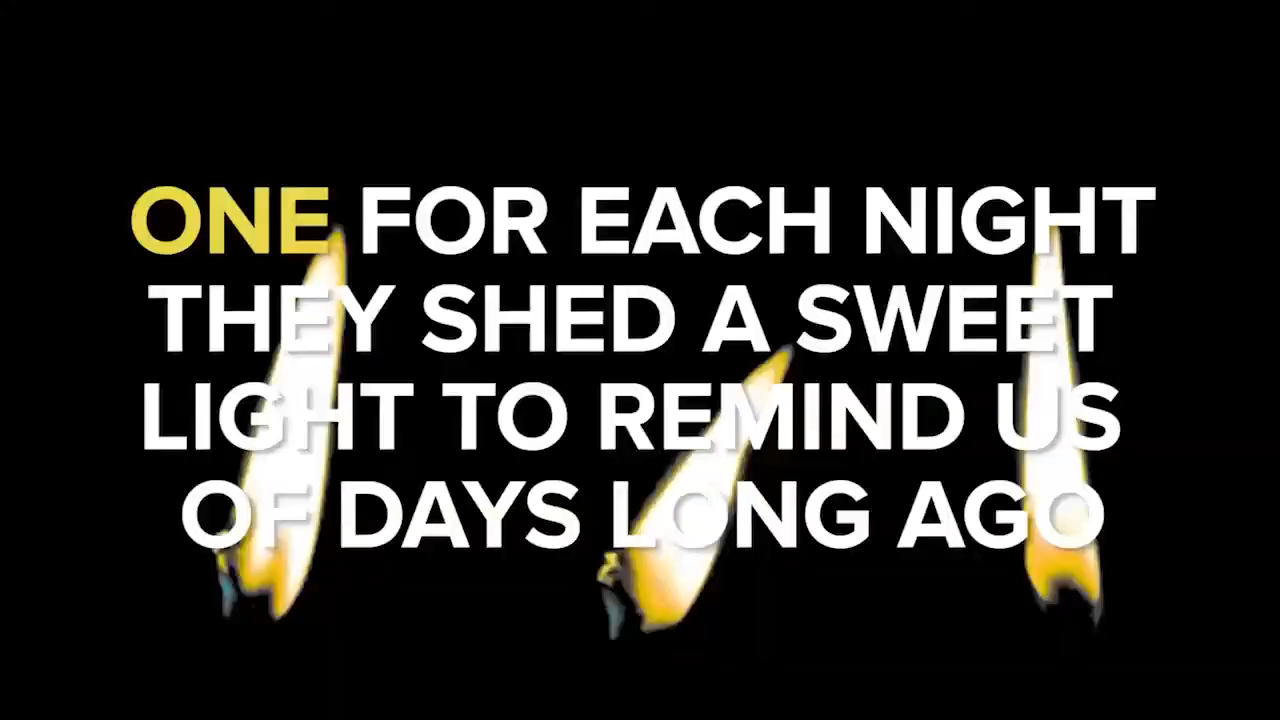 ONE FOR EACH NIGHT
THEY SHED A SWEET
LIGHT TO REMIND US
OF DAYS LONG AGO